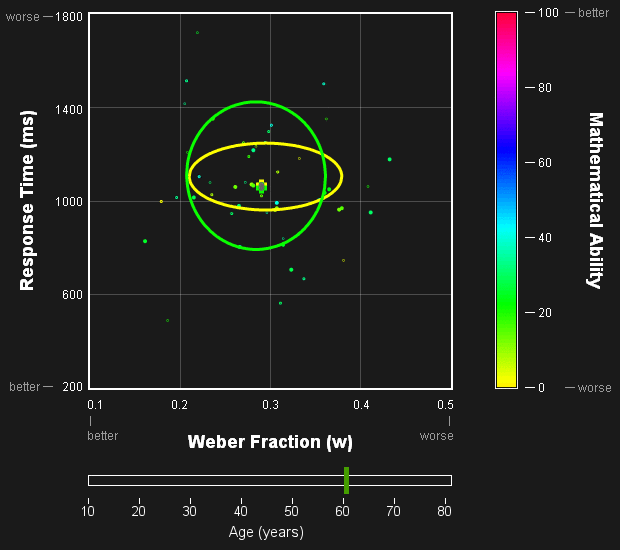 worse
1800
1400
1000
600
better
200
Response Time (ms)
0.1 0.2 0.3 0.4 0.5
better
worse
Weber Fraction (w)
10 20 30 40 50 60 70 80
Age (years)
100 better
80
60
40
20
0 worse
Mathematical Ability